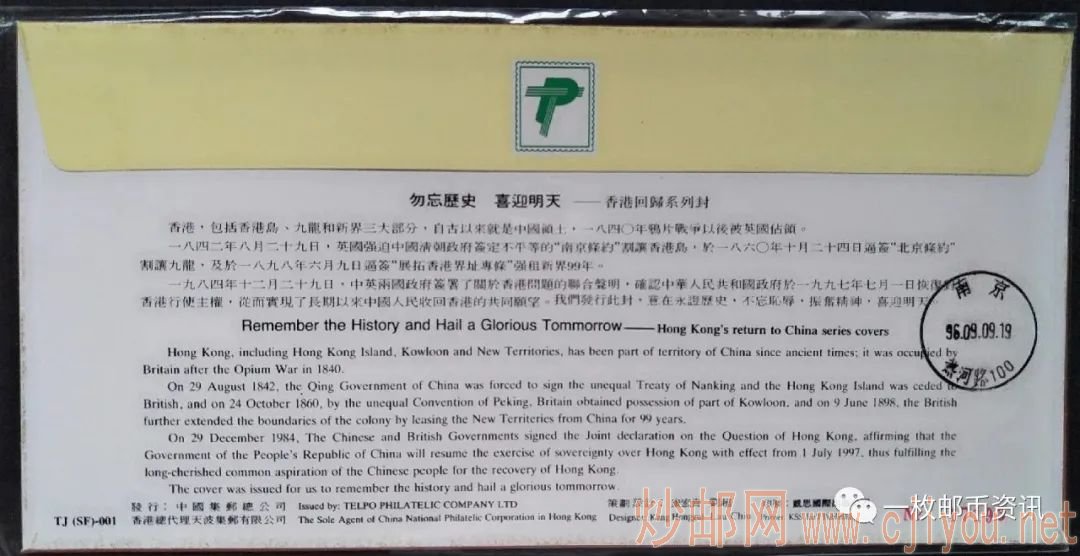 勿忘歷史 喜迎明天 ——香港回歸系列封
香港，包括香港島、九龍和新界三大部分，自古以來就是中國領土，一八四〇年鴉片戰爭以後被英國佔領。
一八四二年八月二十九日，英國强迫中國清朝政府簽定不平等的“南京條約”割讓香港島，於一八六〇年十月二十四日逼簽“北京條約”
割讓九龍，及於一八九八年六月九日逼簽“展拓香港界址專條”强租新界99年。
一九八四年十二月二十九日，中英兩國政府簽署了關於香港問題的聯合聲明，確認中華人民共和國政府於一九九七年七月一日恢復對
香港行使主權，從而實現了長期以來中國人民收回香港的共同願望。我們發行此封，意在永證歷史，不忘恥辱，振奮精神，喜迎明天
南京
96.09.09.19
熱河路100
Remember the History and Hail a Glorious Tommorrow——Hong Kong's return to China series covers
Hong Kong, including Hong Kong Island, Kowloon and New Territories, has been part of territory of China since ancient times; it was occupied by
Britain after the Opium War in 1840.
On 29 August 1842, the Qing Government of China was forced to sign the unequal Treaty of Nanking and the Hong Kong Island was ceded to
British, and on 24 October 1860, by the unequal Convention of Peking, Britain obtained possession of part of Kowloon, and on 9 June 1898, the British
further extended the boundaries of the colony by leasing the New Territeries from China for 99 years.
On 29 December 1984, The Chinese and British Governments signed the Joint declaration on the Question of Hong Kong, affirming that the
Government of the People's Republic of China will resume the exercise of sovereignty over Hong Kong with effect from 1 July 1997, thus fulfilling the
long-cherished common aspiration of the Chinese people for the recovery of Hong Kong.
The cover was issued for us to remember the history and hail a glorious tomorrow.
發行：中國集郵總公司 Issued by: TELPO PHILATELIC COMPANY LTD 策劃
TJ (SF)-001 香港總代理天波集郵有限公司 The Sole Agent of China National Philatelic Corporation in Hong Kong Designer
炒邮网 www.cjiyou.net
一枚邮币资讯